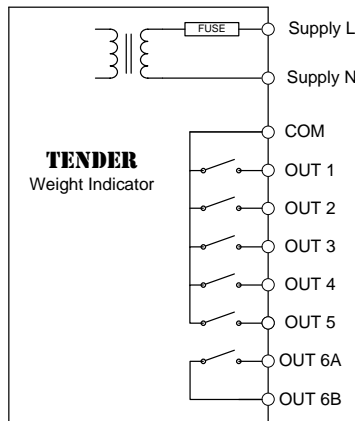 FUSE
Supply L
Supply N
COM
TENDER
Weight Indicator
OUT 1
OUT 2
OUT 3
OUT 4
OUT 5
OUT 6A
OUT 6B